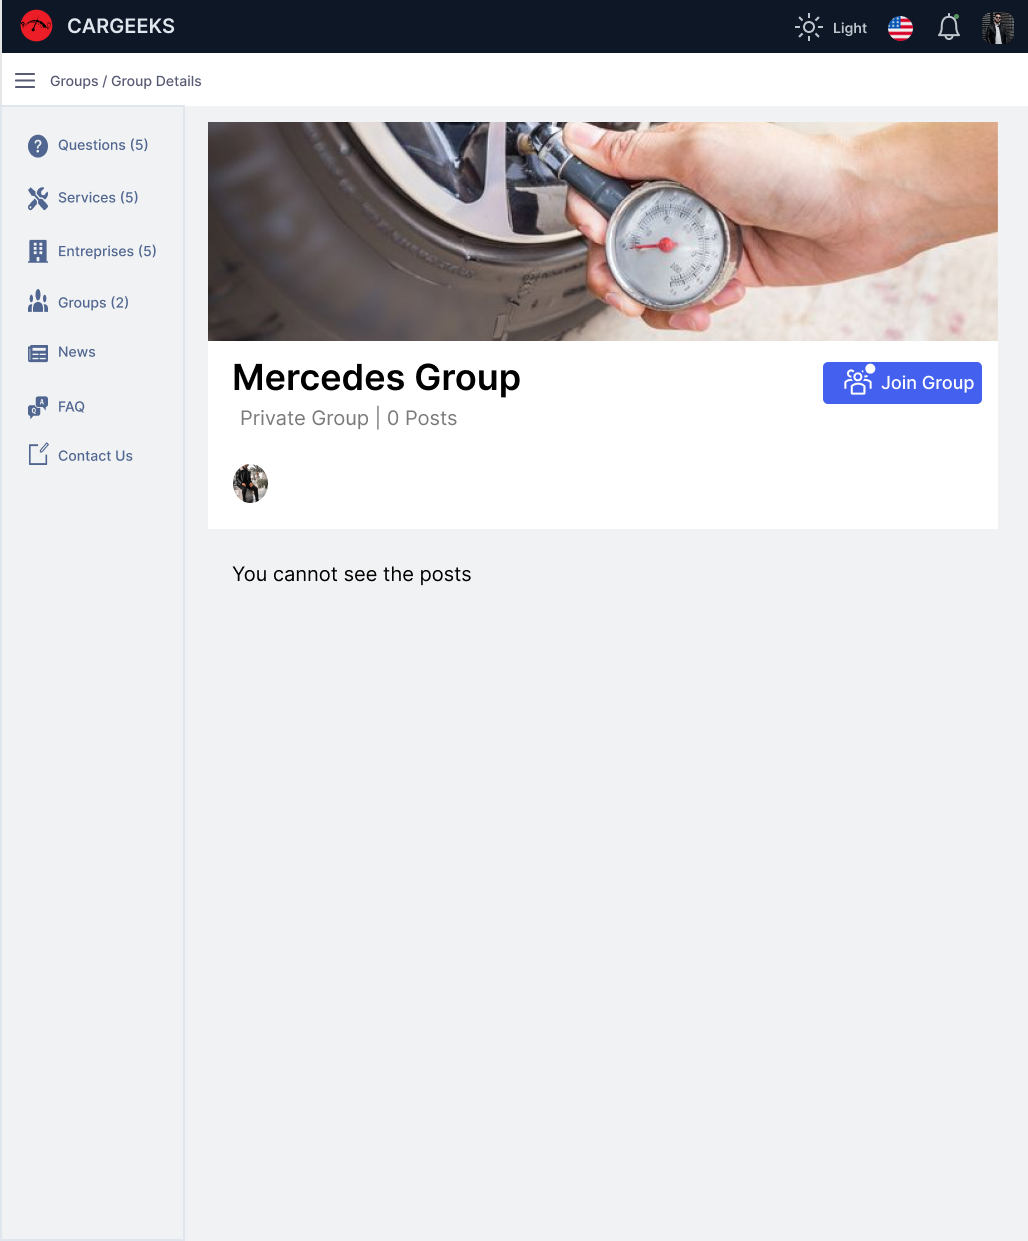 CARGEEKS
Light
Groups / Group Details
Questions (5)
Services (5)
Entreprises (5)
Groups (2)
News
FAQ
Contact Us
Mercedes Group
Join Group
Private Group | 0 Posts
You cannot see the posts